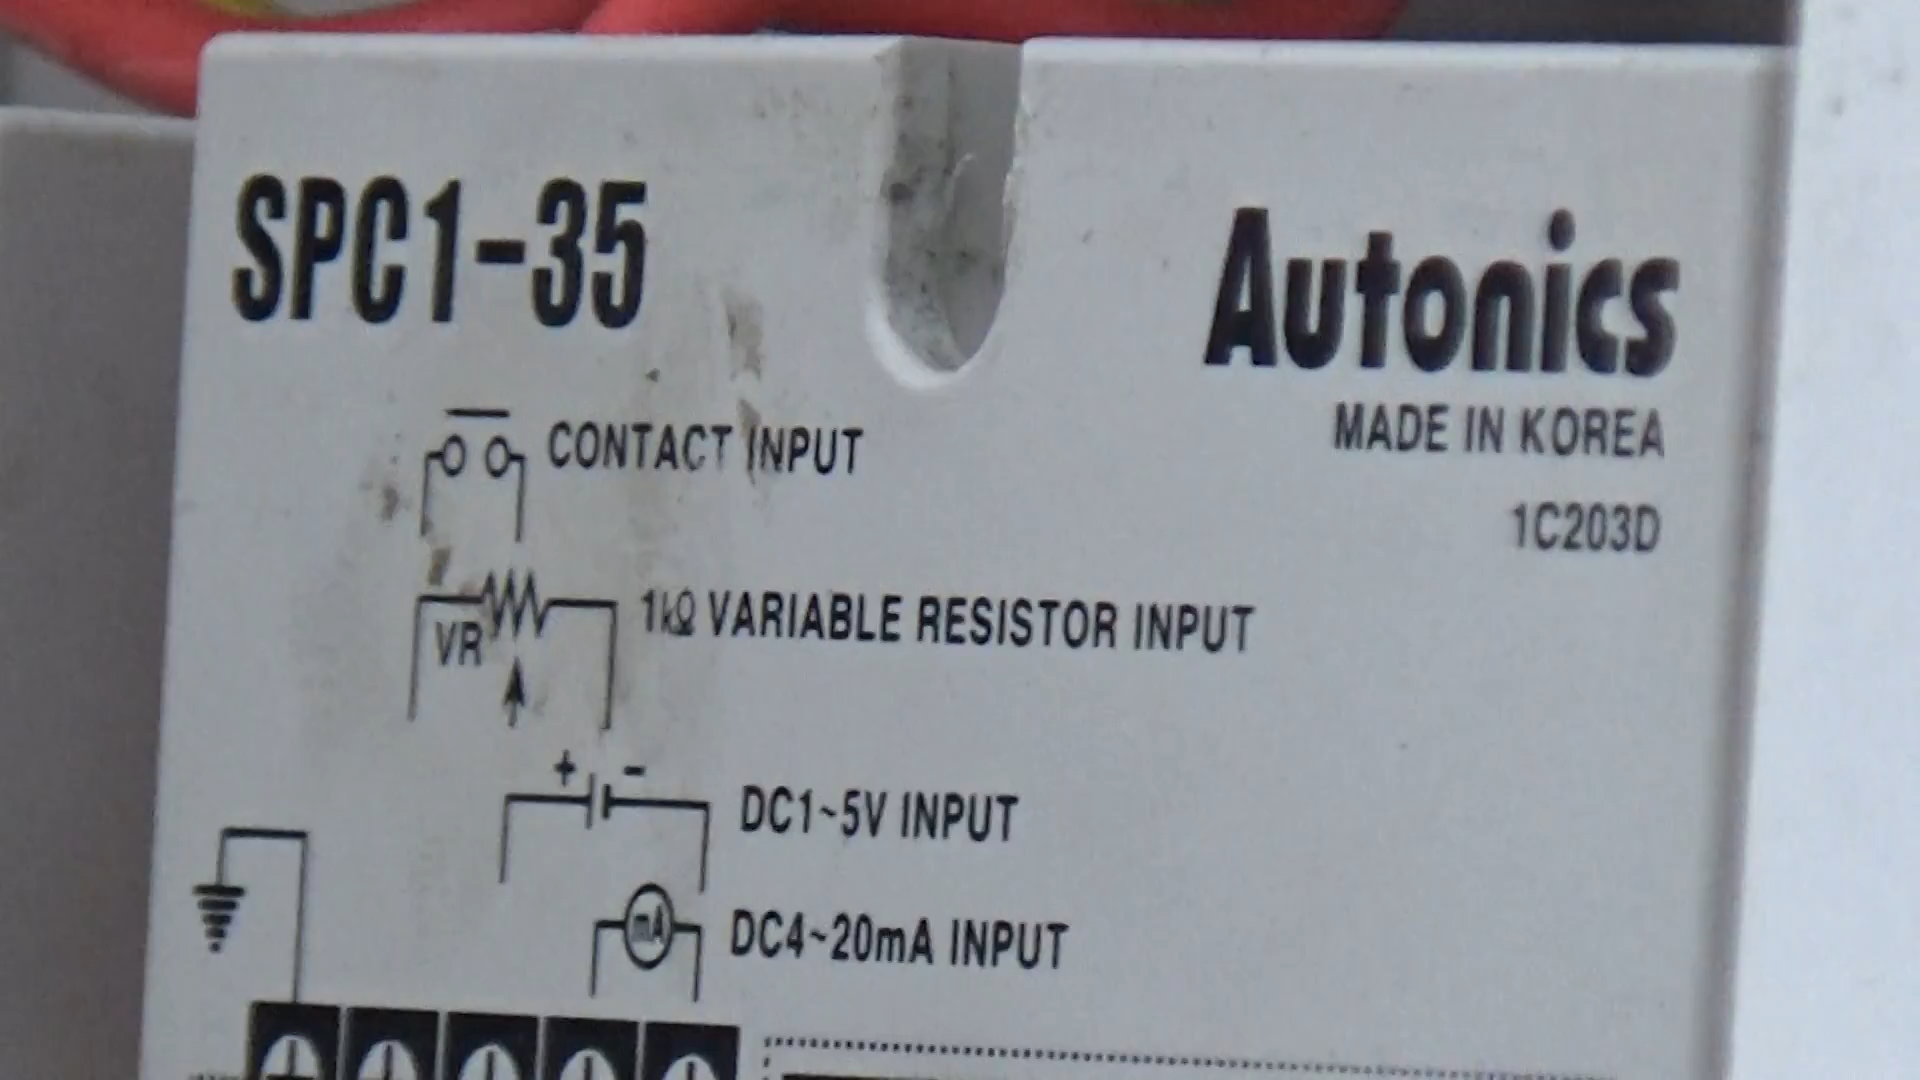 SPC1-35
Autonics
MADE IN KOREA
1C203D
CONTACT INPUT
VR
1kΩ VARIABLE RESISTOR INPUT
+ -
DC1~5V INPUT
mA
DC4~20mA INPUT